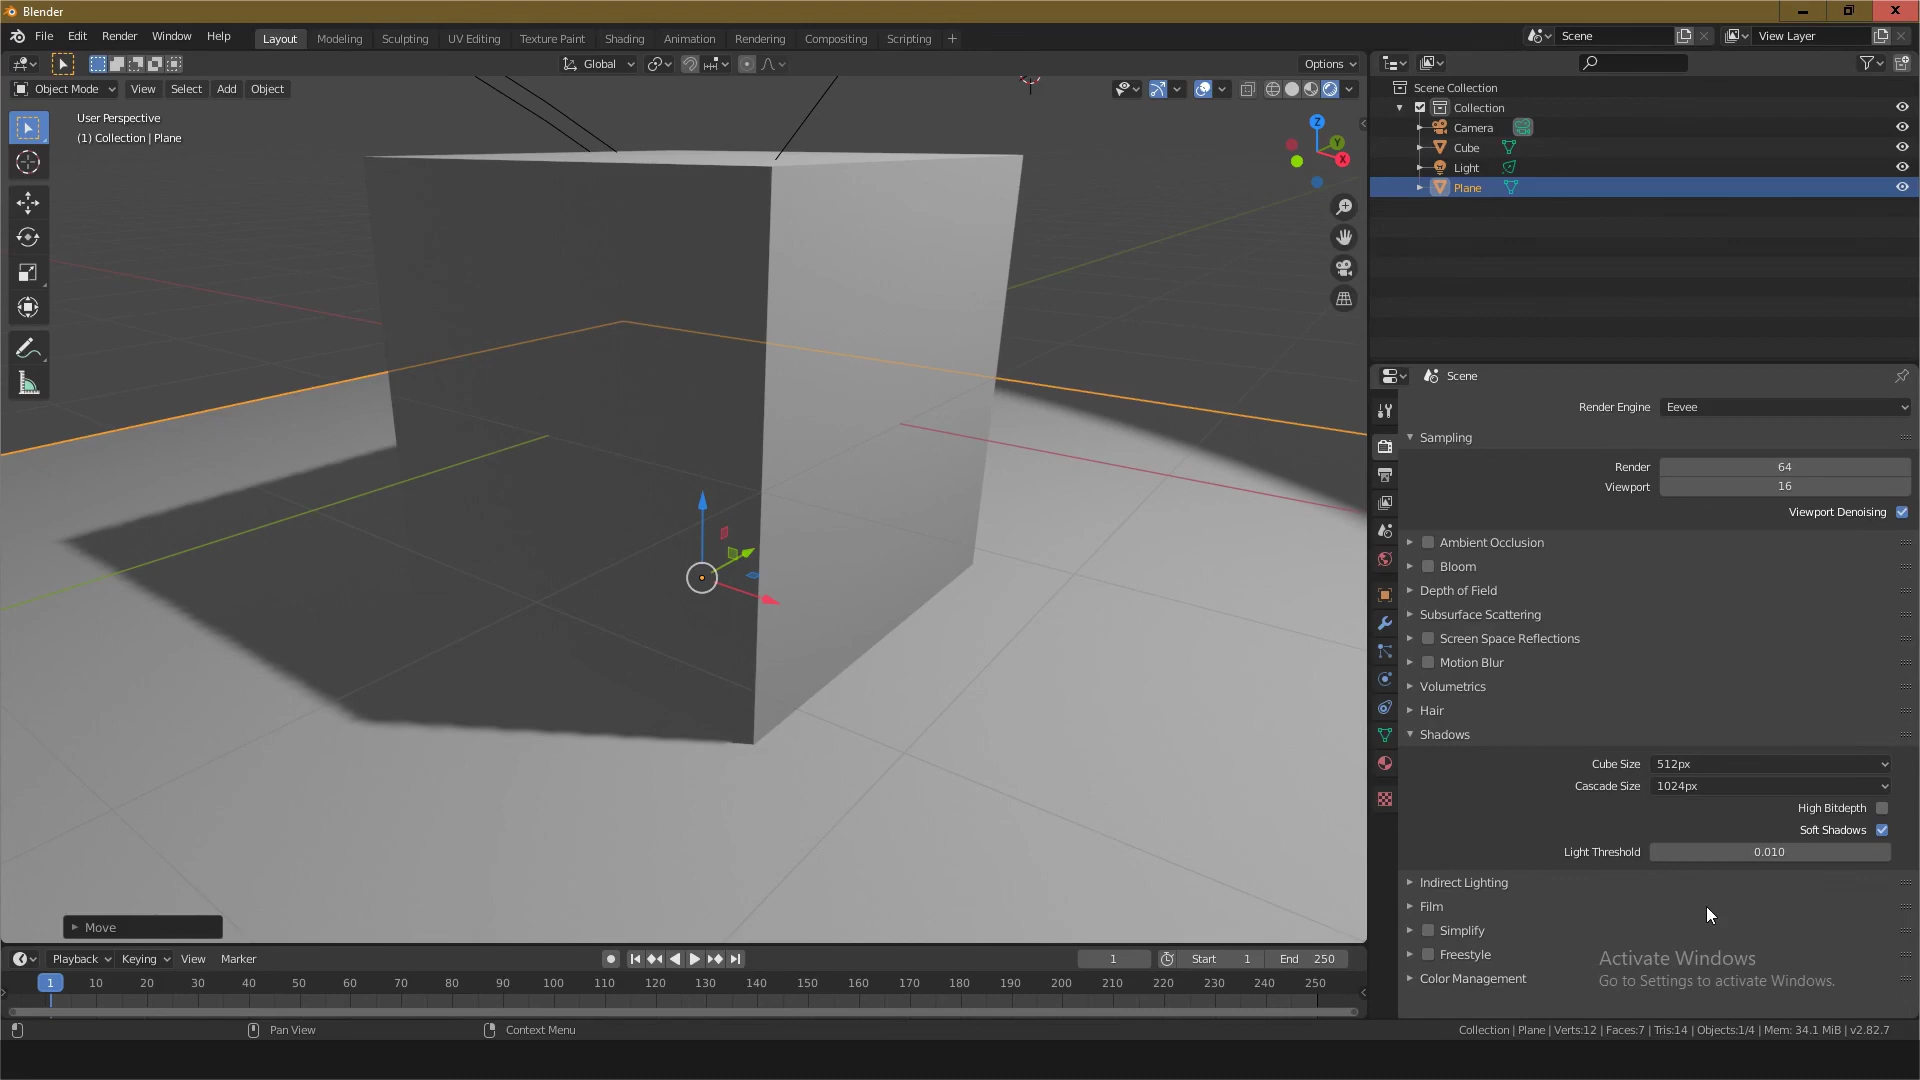 Blender
File Edit Render Window Help Layout Modeling Sculpting UV Editing Texture Paint Shading Animation Rendering Compositing Scripting + Scene View Layer
Global Options
Object Mode View Select Add Object
User Perspective
(1) Collection | Plane
Z
Y
X
Scene Collection
Collection
Camera
Cube
Light
Plane
Scene
Render Engine Eevee
Sampling
Render 64
Viewport 16
Viewport Denoising
Ambient Occlusion
Bloom
Depth of Field
Subsurface Scattering
Screen Space Reflections
Motion Blur
Volumetrics
Hair
Shadows
Cube Size 512px
Cascade Size 1024px
High Bitdepth
Soft Shadows
Light Threshold 0.010
Indirect Lighting
Film
Simplify
Freestyle
Color Management
Activate Windows
Go to Settings to activate Windows.
Move
Playback Keying View Marker 1 Start 1 End 250
1 10 20 30 40 50 60 70 80 90 100 110 120 130 140 150 160 170 180 190 200 210 220 230 240 250
Pan View Context Menu Collection | Plane | Verts:12 | Faces:7 | Tris:14 | Objects:1/4 | Mem: 34.1 MiB | v2.82.7